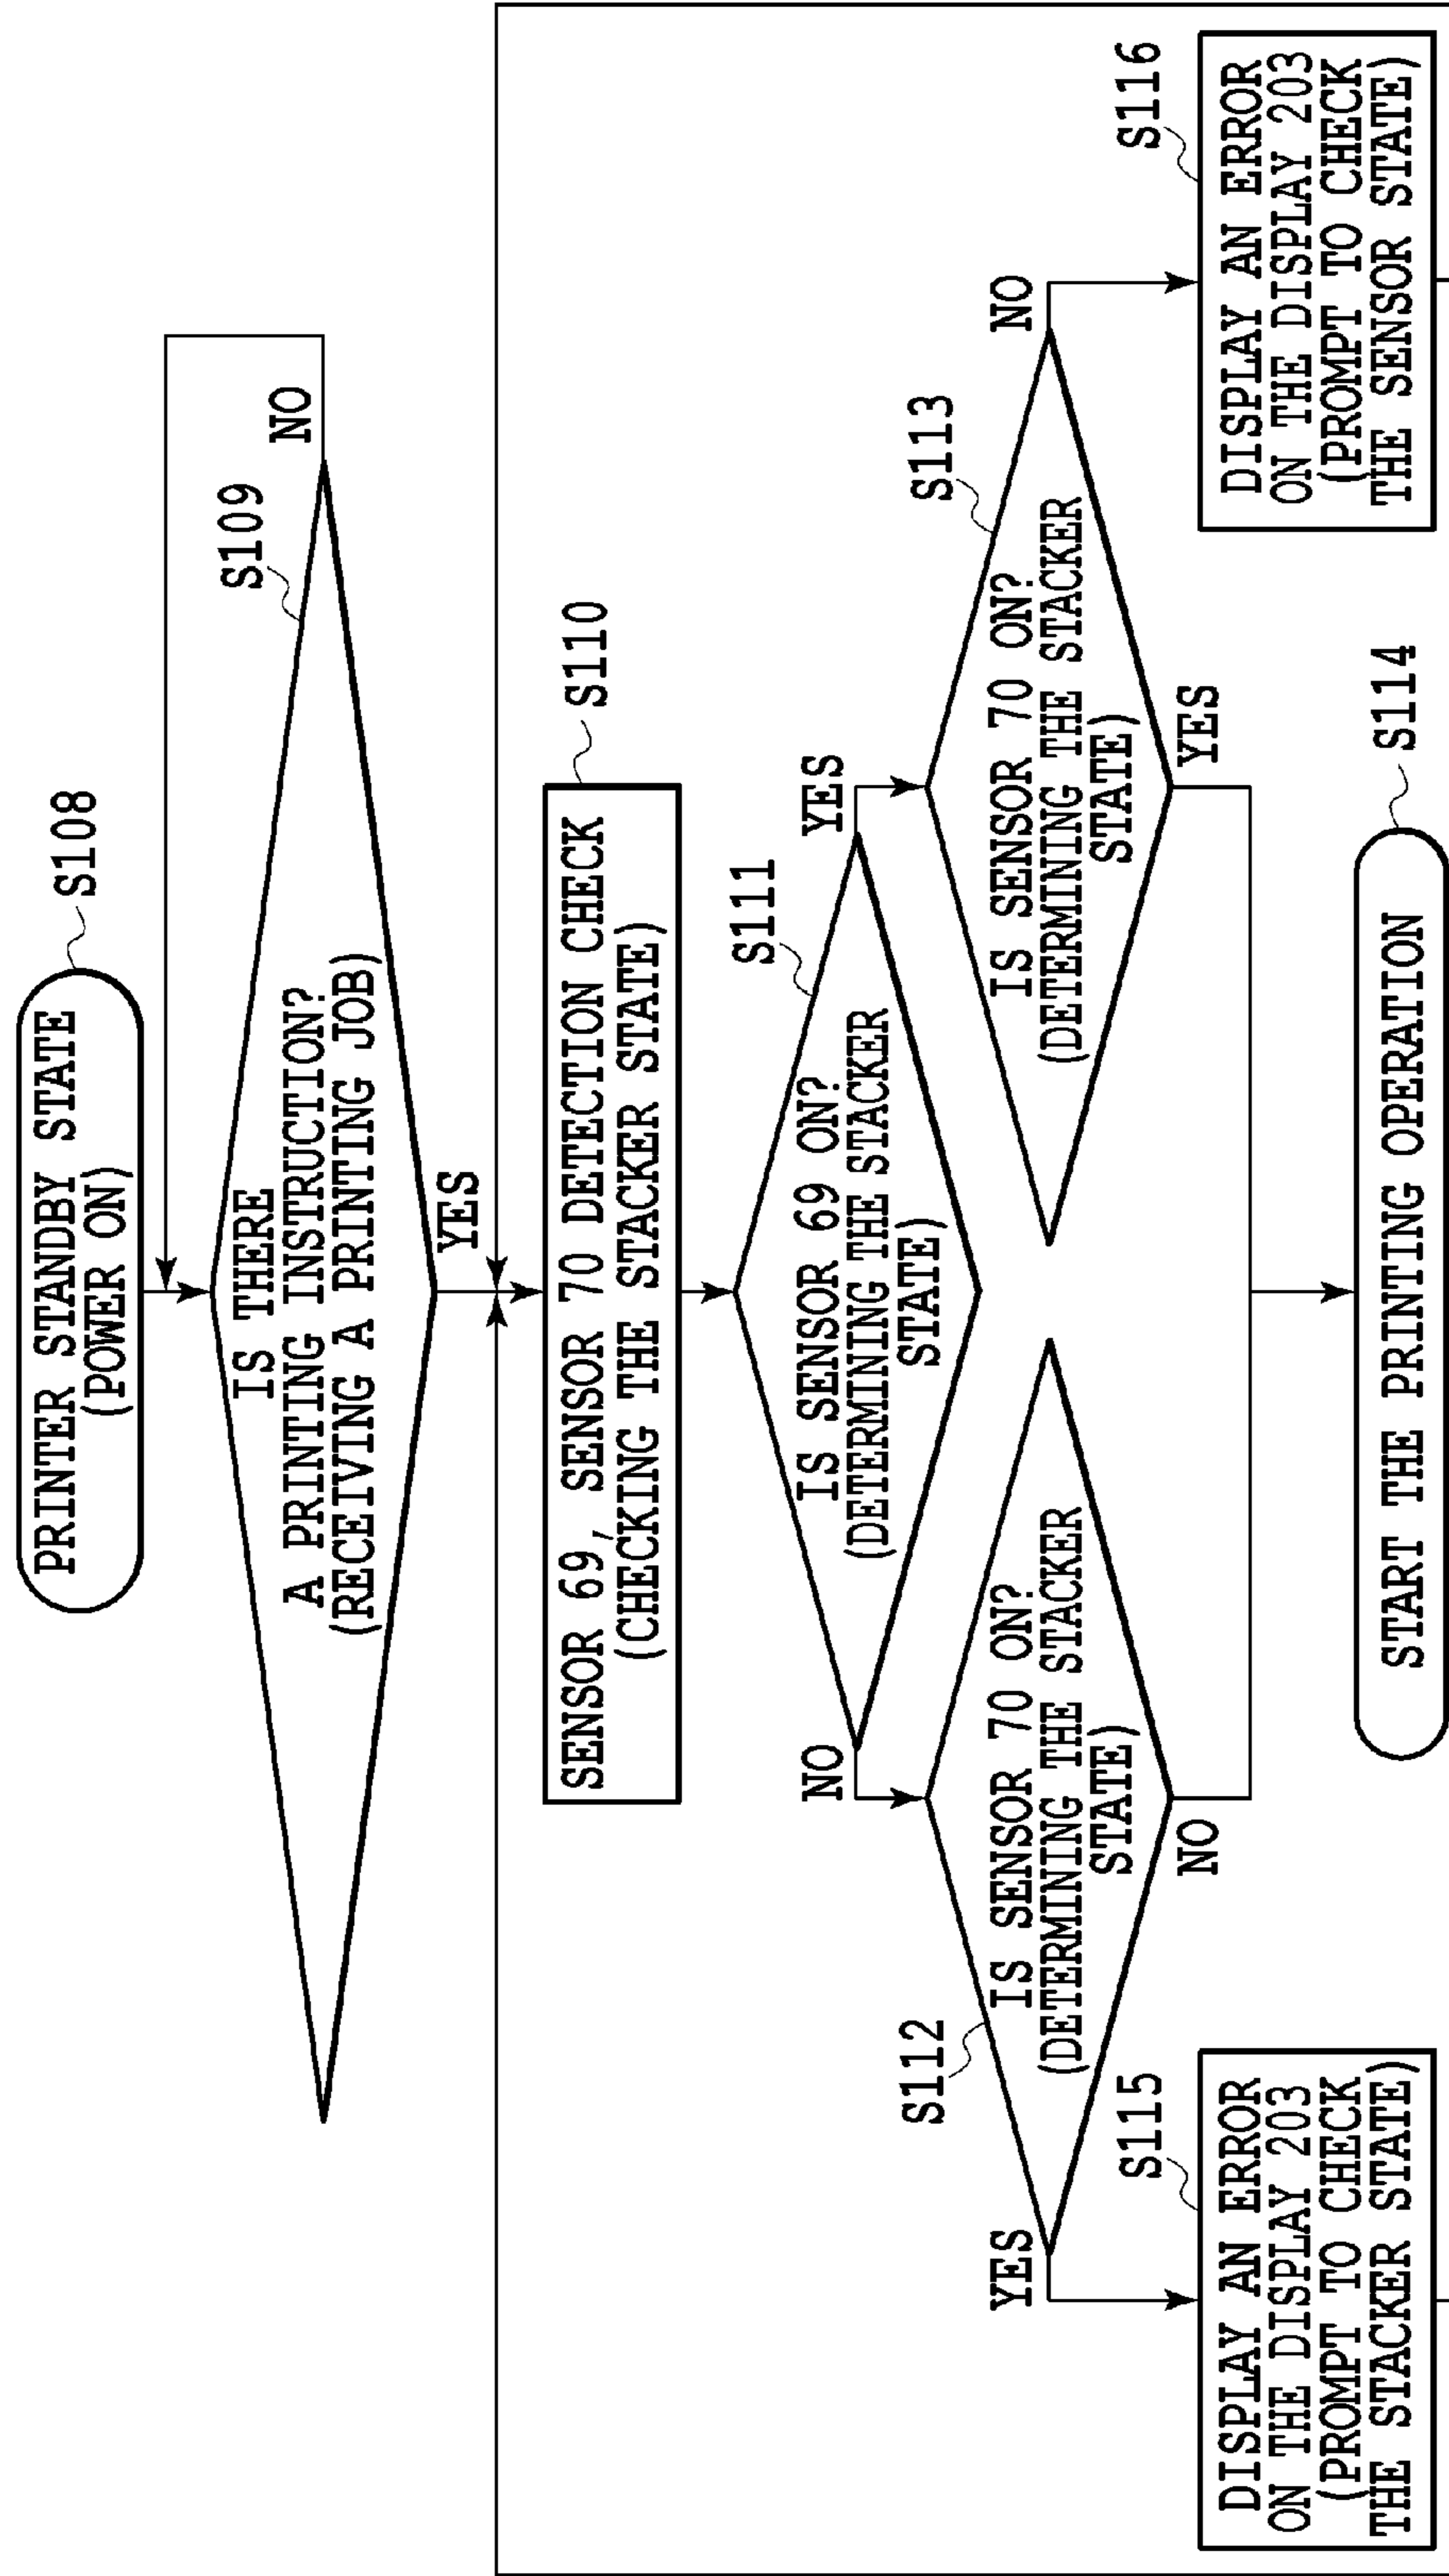 PRINTER STANDBY STATE
(POWER ON)
S108
IS THERE
A PRINTING INSTRUCTION?
(RECEIVING A PRINTING JOB)
S109
NO
YES
SENSOR 69, SENSOR 70 DETECTION CHECK
(CHECKING THE STACKER STATE)
S110
IS SENSOR 69 ON?
(DETERMINING THE STACKER
STATE)
S111
NO
YES
S112
IS SENSOR 70 ON?
(DETERMINING THE STACKER
STATE)
YES
NO
S113
IS SENSOR 70 ON?
(DETERMINING THE STACKER
STATE)
NO
YES
S115
DISPLAY AN ERROR
ON THE DISPLAY 203
(PROMPT TO CHECK
THE STACKER STATE)
START THE PRINTING OPERATION
S114
S116
DISPLAY AN ERROR
ON THE DISPLAY 203
(PROMPT TO CHECK
THE SENSOR STATE)